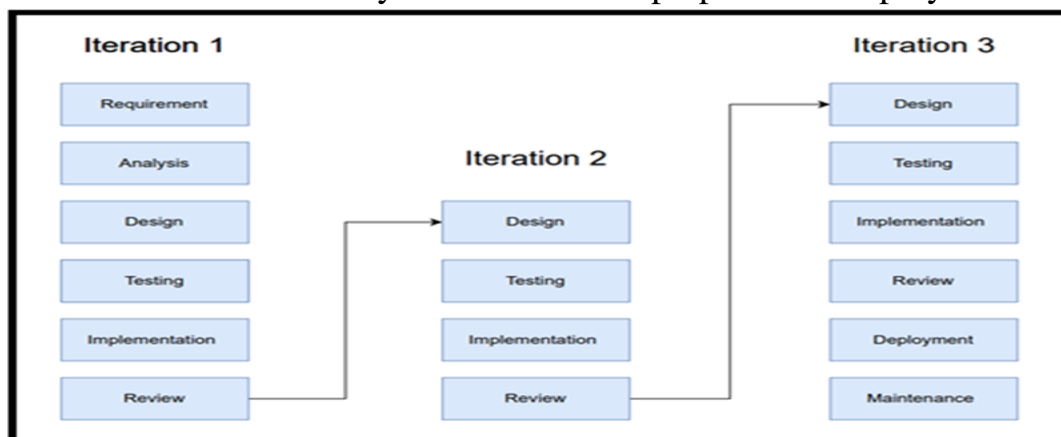 Iteration 1
Requirement
Analysis
Design
Testing
Implementation
Review
Iteration 2
Design
Testing
Implementation
Review
Iteration 3
Design
Testing
Implementation
Review
Deployment
Maintenance